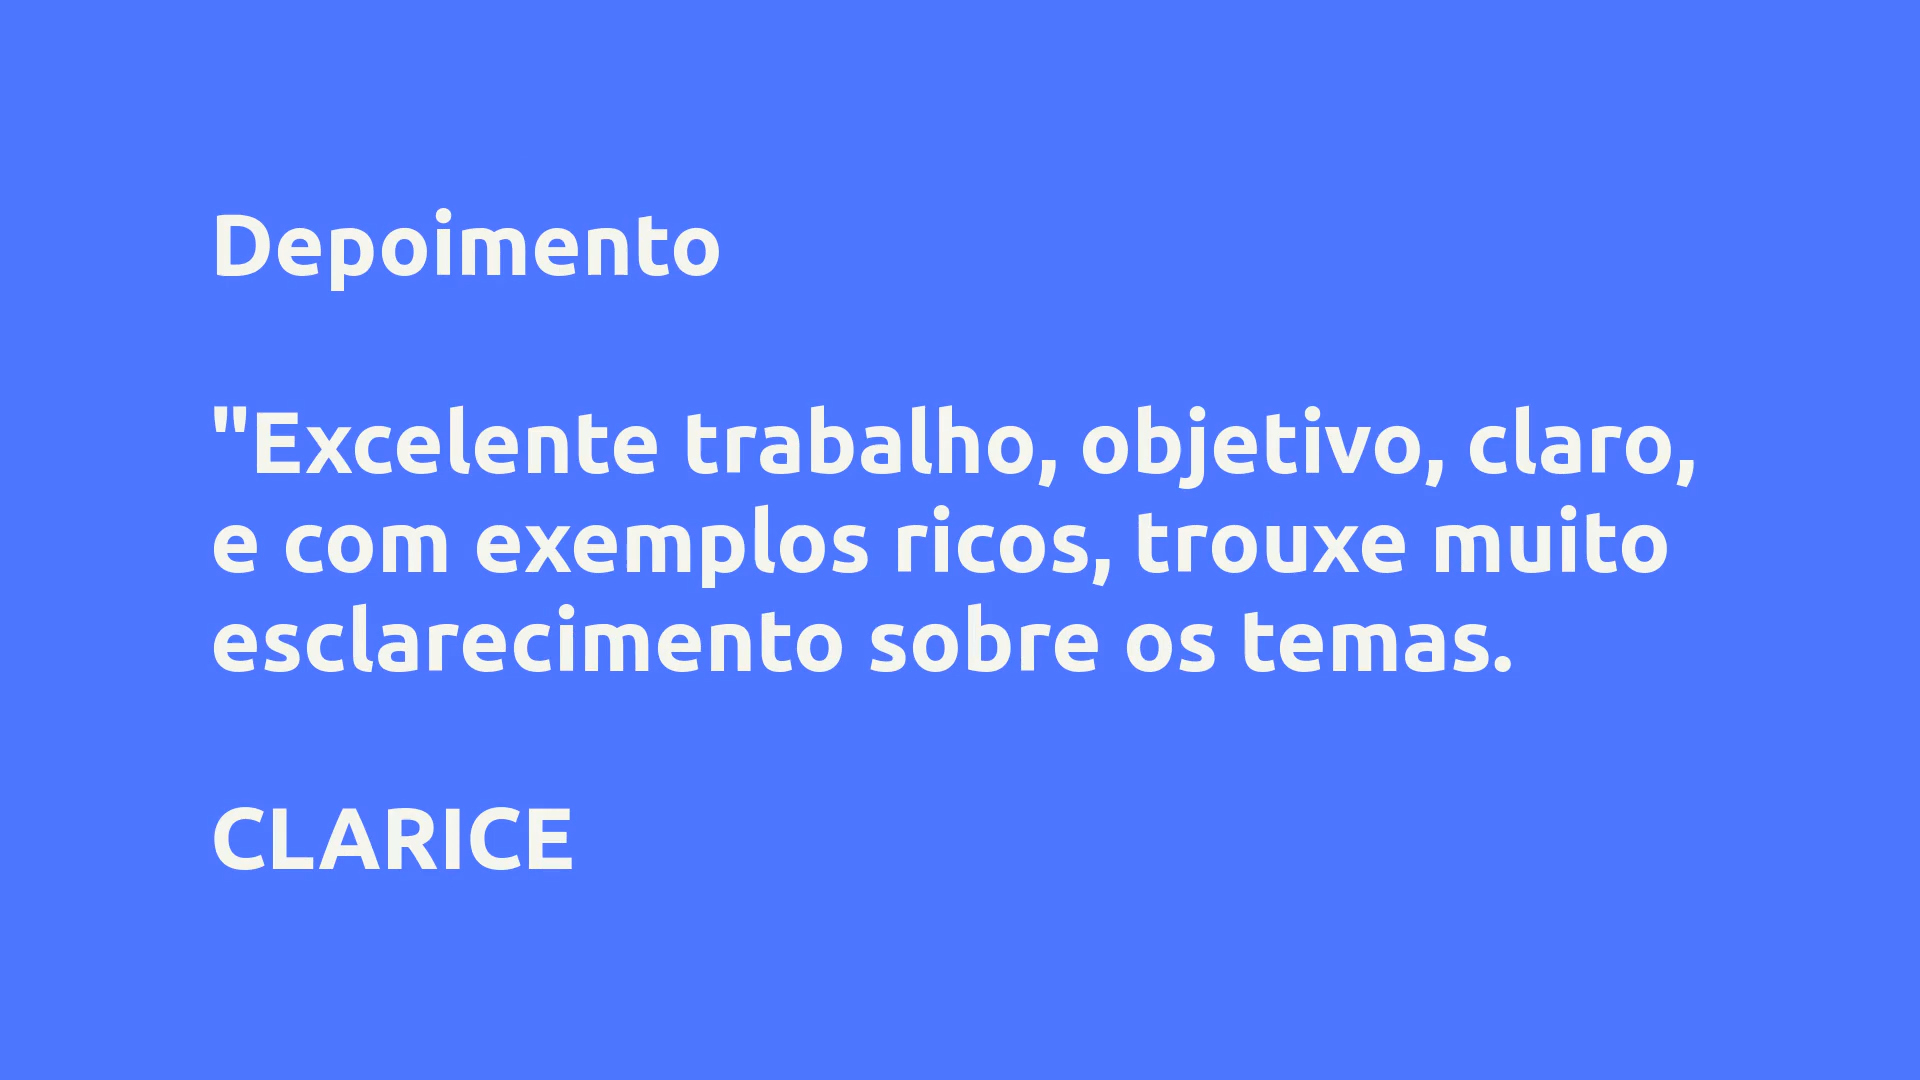 Depoimento
"Excelente trabalho, objetivo, claro,
e com exemplos ricos, trouxe muito
esclarecimento sobre os temas.
CLARICE